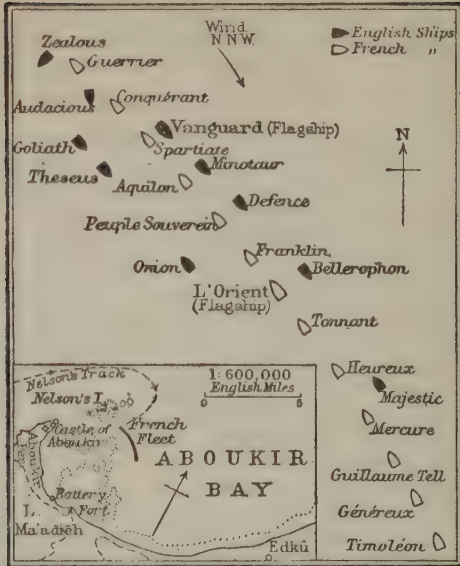 Wind
N N W.
English Ships
French „
Zealous
Guerrier
Audacious
Conquérant
Vanguard (Flagship)
Goliath
Spartiate
N
Theseus
Minotaur
Aquilon
Defence
Peuple Souverein
Franklin
Orion
Bellerophon
L'Orient
(Flagship)
Tonnant
Heureux
Majestic
Mercure
Guillaume Tell
Généreux
Timoléon
Nelson's Track
Nelson's I.
1:600,000
English Miles
0 5
Castle of
Aboukir
French
Fleet
Aboukir
Pen.
ABOUKIR
BAY
Battery
Fort
L.
Ma'adieh
Edkû